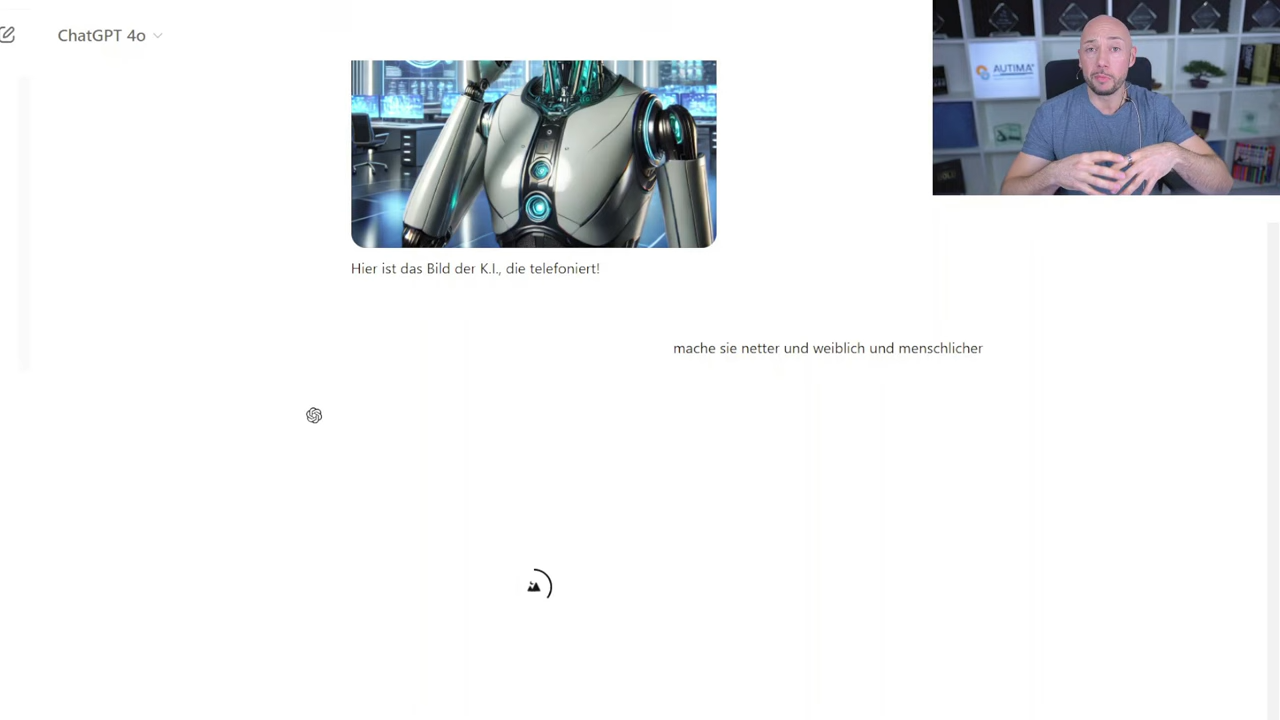 ChatGPT 4o
AUTIMA
Hier ist das Bild der K.I., die telefoniert!
mache sie netter und weiblich und menschlicher